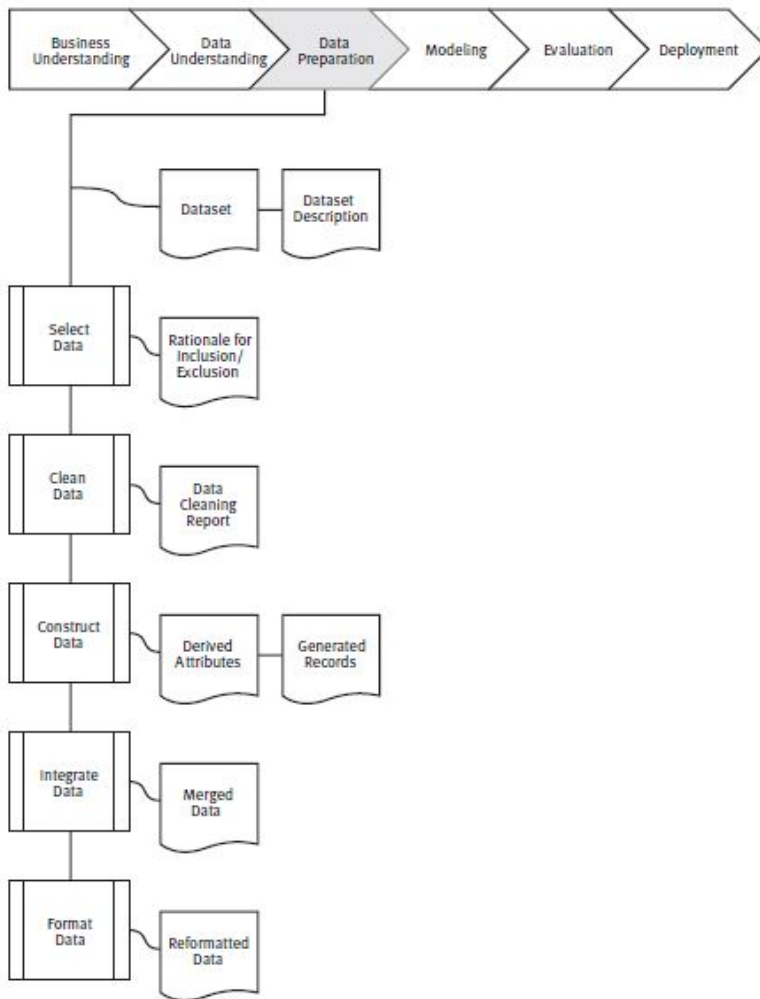 Business
Understanding
Data
Understanding
Data
Preparation
Modeling
Evaluation
Deployment
Dataset
Dataset
Description
Select
Data
Rationale for
Inclusion/
Exclusion
Clean
Data
Data
Cleaning
Report
Construct
Data
Derived
Attributes
Generated
Records
Integrate
Data
Merged
Data
Format
Data
Reformatted
Data